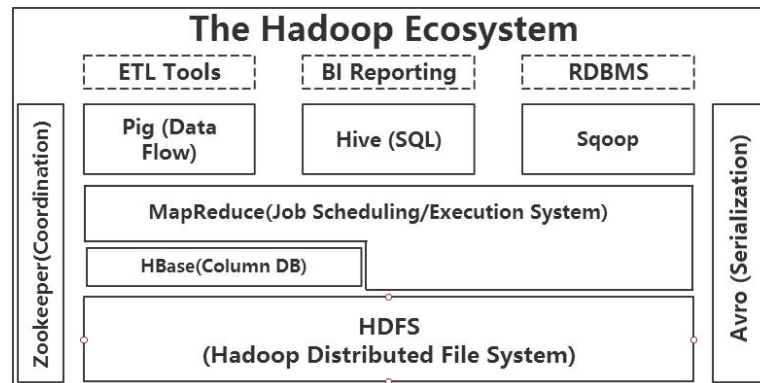 The Hadoop Ecosystem
ETL Tools
BI Reporting
RDBMS
Zookeeper(Coordination)
Pig (Data
Flow)
Hive (SQL)
Sqoop
Avro (Serialization)
MapReduce(Job Scheduling/Execution System)
HBase(Column DB)
HDFS
(Hadoop Distributed File System)